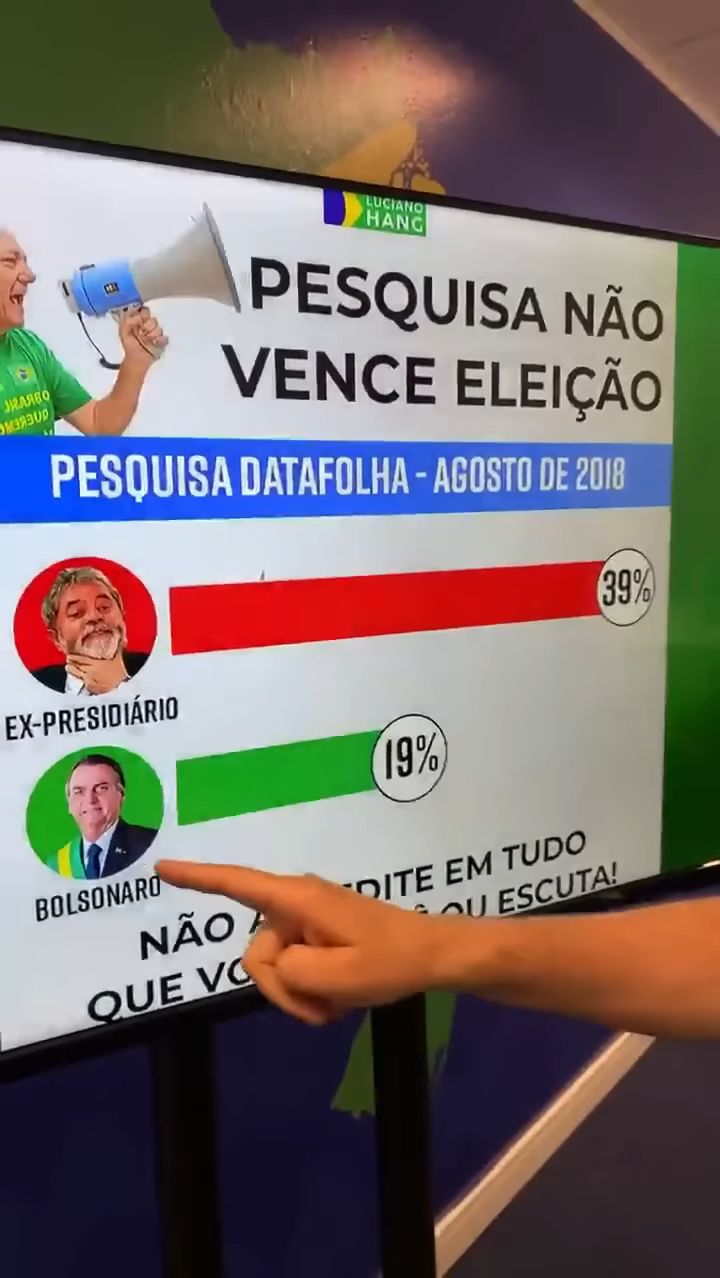 LUCIANO
HANG
PESQUISA NÃO
VENCE ELEIÇÃO
PESQUISA DATAFOLHA - AGOSTO DE 2018
39%
EX-PRESIDIÁRIO
19%
BOLSONARO
NÃO A DITE EM TUDO
QUE VO OU ESCUTA!